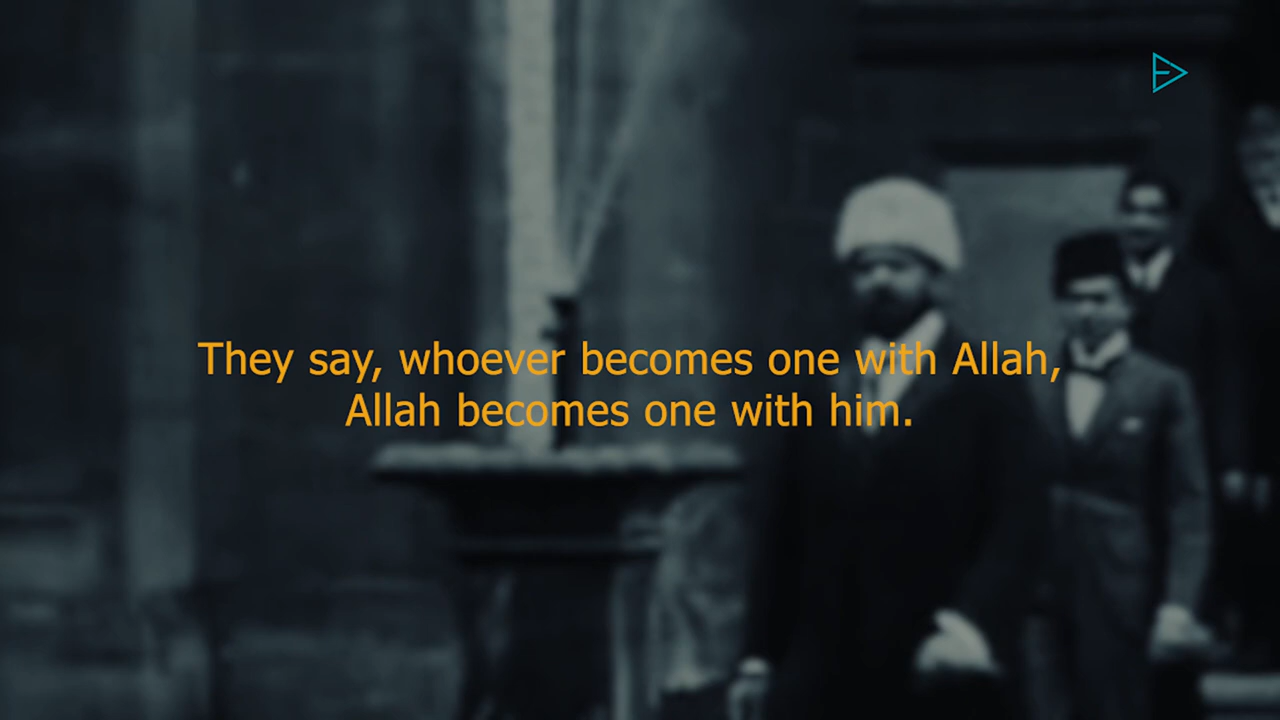 They say, whoever becomes one with Allah,
Allah becomes one with him.